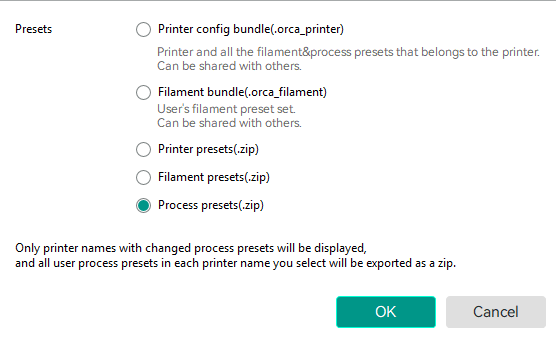 Presets
Printer config bundle(.orca_printer)
Printer and all the filament&process presets that belongs to the printer.
Can be shared with others.
Filament bundle(.orca_filament)
User's filament preset set.
Can be shared with others.
Printer presets(.zip)
Filament presets(.zip)
Process presets(.zip)
Only printer names with changed process presets will be displayed,
and all user process presets in each printer name you select will be exported as a zip.
OK
Cancel